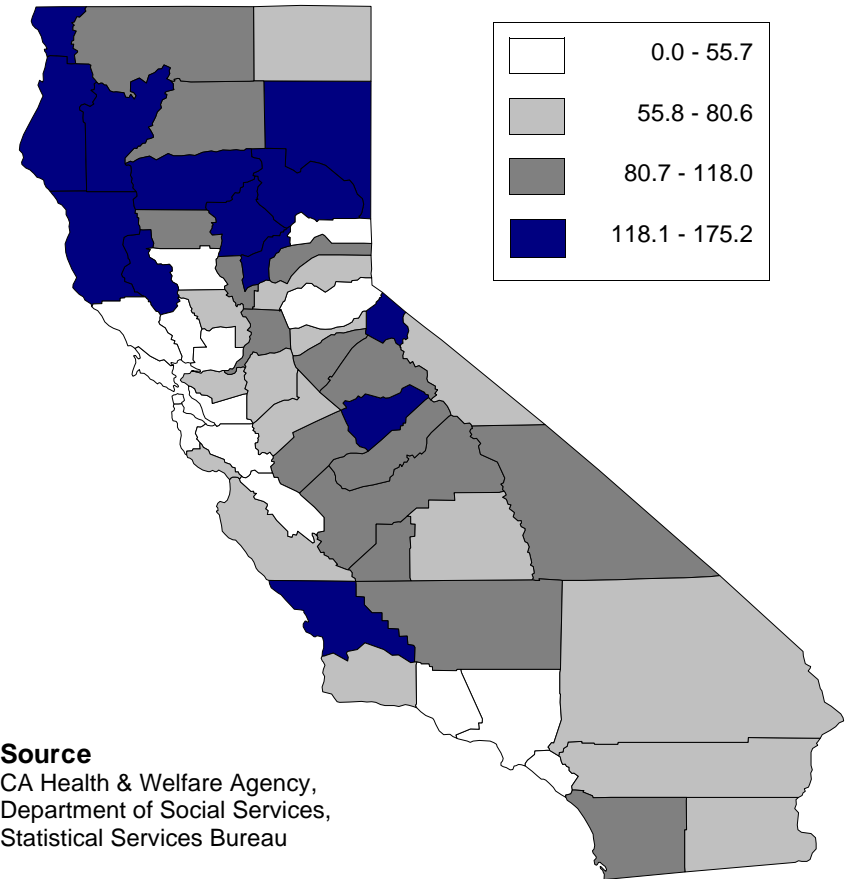 0.0 - 55.7
55.8 - 80.6
80.7 - 118.0
118.1 - 175.2
Source
CA Health & Welfare Agency,
Department of Social Services,
Statistical Services Bureau